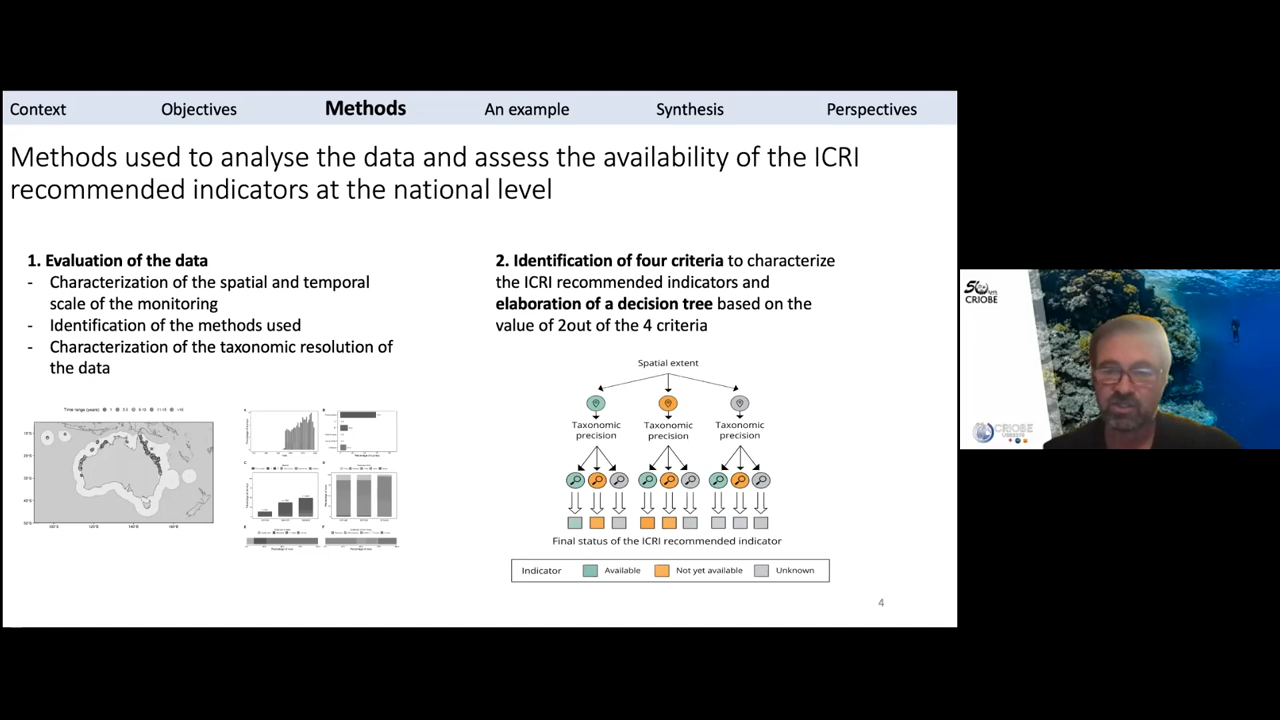 Context Objectives Methods An example Synthesis Perspectives
Methods used to analyse the data and assess the availability of the ICRI
recommended indicators at the national level
1. Evaluation of the data
- Characterization of the spatial and temporal
scale of the monitoring
- Identification of the methods used
- Characterization of the taxonomic resolution of
the data
2. Identification of four criteria to characterize
the ICRI recommended indicators and
elaboration of a decision tree based on the
value of 2out of the 4 criteria
Time range (years)
Spatial extent
Taxonomic precision
Taxonomic precision
Taxonomic precision
Final status of the ICRI recommended indicator
Indicator Available Not yet available Unknown
4
CRIOBE
CRIOBE